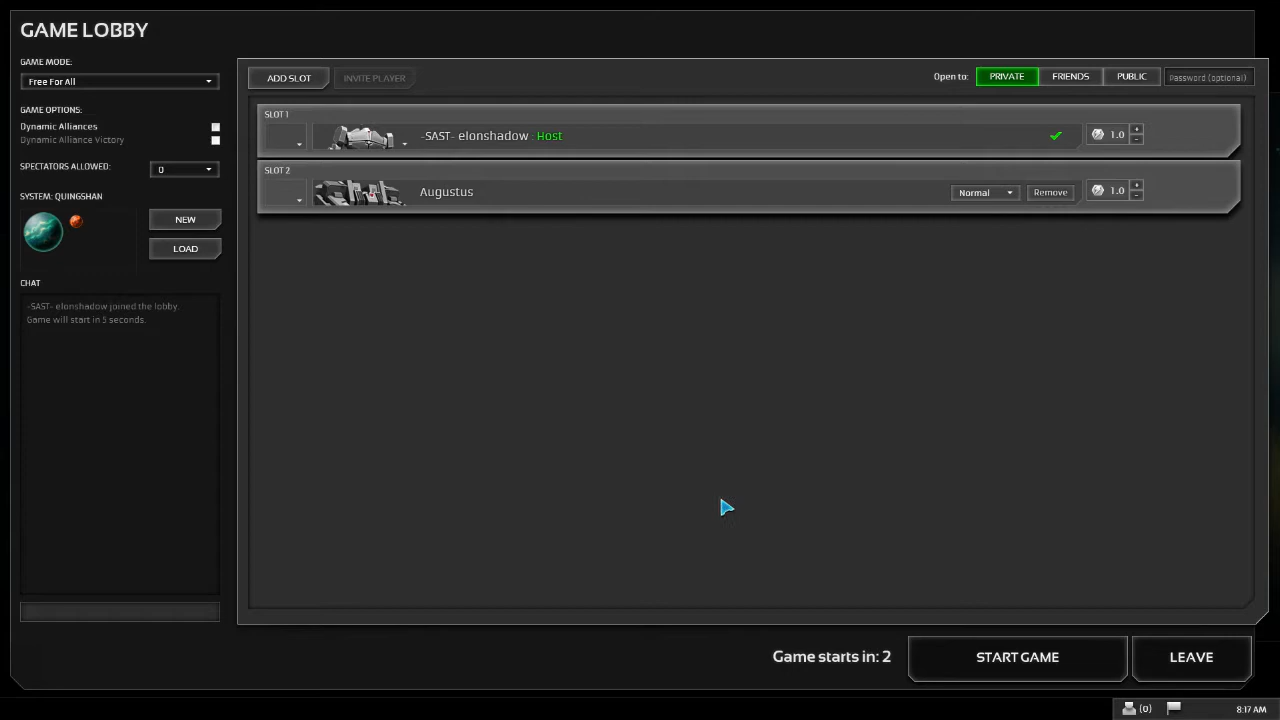 GAME LOBBY
GAME MODE:
Free For All
GAME OPTIONS:
Dynamic Alliances
Dynamic Alliance Victory
SPECTATORS ALLOWED:
0
SYSTEM: QUINGSHAN
NEW
LOAD
CHAT
-SAST- elonshadow joined the lobby.
Game will start in 5 seconds.
ADD SLOT
INVITE PLAYER
Open to:
PRIVATE
FRIENDS
PUBLIC
Password (optional)
SLOT 1
-SAST- elonshadow - Host
1.0
+
-
SLOT 2
Augustus
Normal
Remove
1.0
+
-
Game starts in: 2
START GAME
LEAVE
(0)
8:17 AM